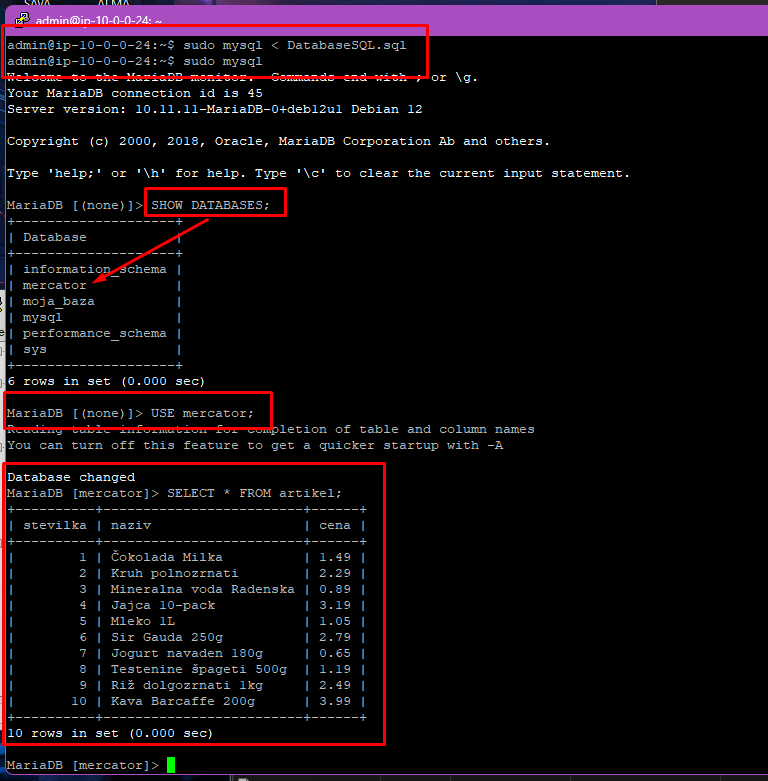 SAVA ALMA
admin@ip-10-0-0-24: ~
admin@ip-10-0-0-24:~$ sudo mysql < DatabaseSQL.sql
admin@ip-10-0-0-24:~$ sudo mysql
Welcome to the MariaDB monitor.  Commands end with ; or \g.
Your MariaDB connection id is 45
Server version: 10.11.11-MariaDB-0+deb12u1 Debian 12

Copyright (c) 2000, 2018, Oracle, MariaDB Corporation Ab and others.

Type 'help;' or '\h' for help. Type '\c' to clear the current input statement.

MariaDB [(none)]> SHOW DATABASES;
+--------------------+
| Database           |
+--------------------+
| information_schema |
| mercator           |
| moja_baza          |
| mysql              |
| performance_schema |
| sys                |
+--------------------+
6 rows in set (0.000 sec)

MariaDB [(none)]> USE mercator;
Reading table information for completion of table and column names
You can turn off this feature to get a quicker startup with -A

Database changed
MariaDB [mercator]> SELECT * FROM artikel;
+----------+-------------------------+------+
| stevilka | naziv                   | cena |
+----------+-------------------------+------+
|        1 | Čokolada Milka          | 1.49 |
|        2 | Kruh polnozrnati        | 2.29 |
|        3 | Mineralna voda Radenska | 0.89 |
|        4 | Jajca 10-pack           | 3.19 |
|        5 | Mleko 1L                | 1.05 |
|        6 | Sir Gauda 250g          | 2.79 |
|        7 | Jogurt navaden 180g     | 0.65 |
|        8 | Testenine špageti 500g  | 1.19 |
|        9 | Riž dolgozrnati 1kg     | 2.49 |
|       10 | Kava Barcaffe 200g      | 3.99 |
+----------+-------------------------+------+
10 rows in set (0.000 sec)

MariaDB [mercator]>